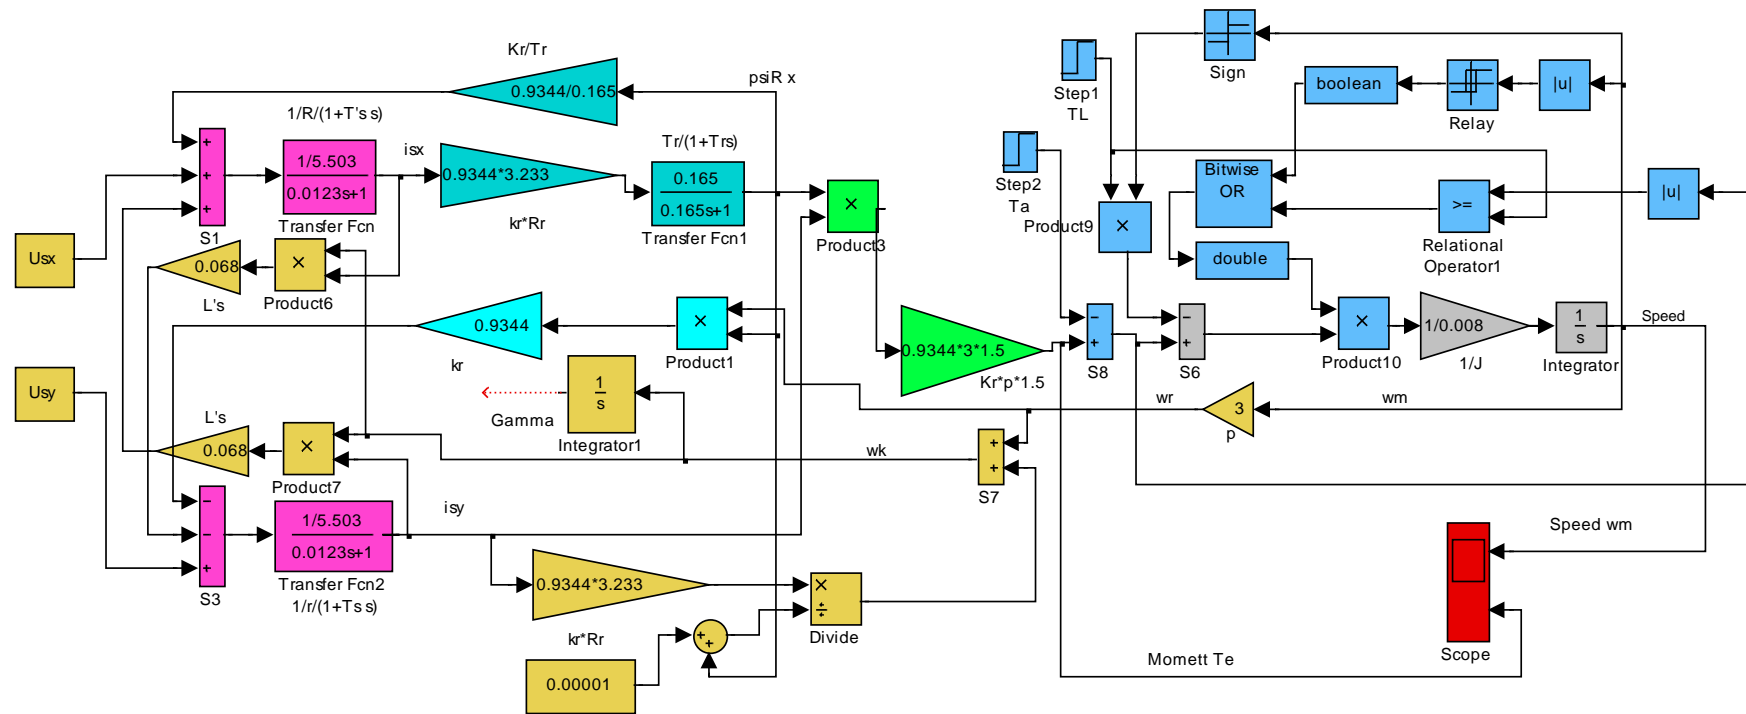 Kr/Tr
psiR x
0.9344/0.165
1/R/(1+T's s)
+
+
+
S1
1/5.503
0.0123s+1
Transfer Fcn
isx
0.9344*3.233
kr*Rr
Tr/(1+Trs)
0.165
0.165s+1
Transfer Fcn1
×
Product3
Usx
0.068
L's
×
Product6
0.9344
kr
×
Product1
1
s
Integrator1
Gamma
0.9344*3*1.5
Kr*p*1.5
Usy
L's
0.068
×
Product7
wk
−
−
+
S3
1/5.503
0.0123s+1
Transfer Fcn2
1/r/(1+Ts s)
isy
0.9344*3.233
kr*Rr
0.00001
+
+
×
÷
Divide
+
+
S7
Sign
Step1
TL
Step2
Ta
Product9
×
boolean
Relay
|u|
Bitwise
OR
>=
Relational
Operator1
|u|
double
−
+
S8
−
+
S6
×
Product10
1/0.008
1/J
1
s
Integrator
Speed
wr
3
p
wm
Speed wm
Scope
Momett Te